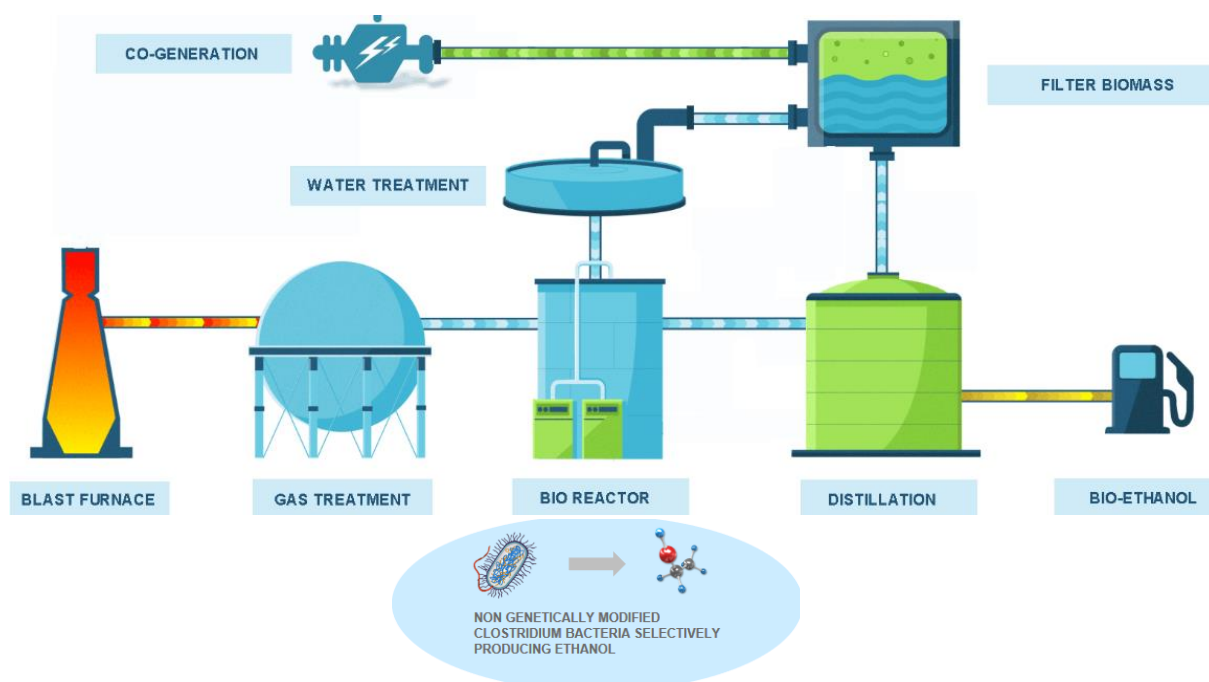 CO-GENERATION
FILTER BIOMASS
WATER TREATMENT
BLAST FURNACE
GAS TREATMENT
BIO REACTOR
DISTILLATION
BIO-ETHANOL
NON GENETICALLY MODIFIED
CLOSTRIDIUM BACTERIA SELECTIVELY
PRODUCING ETHANOL